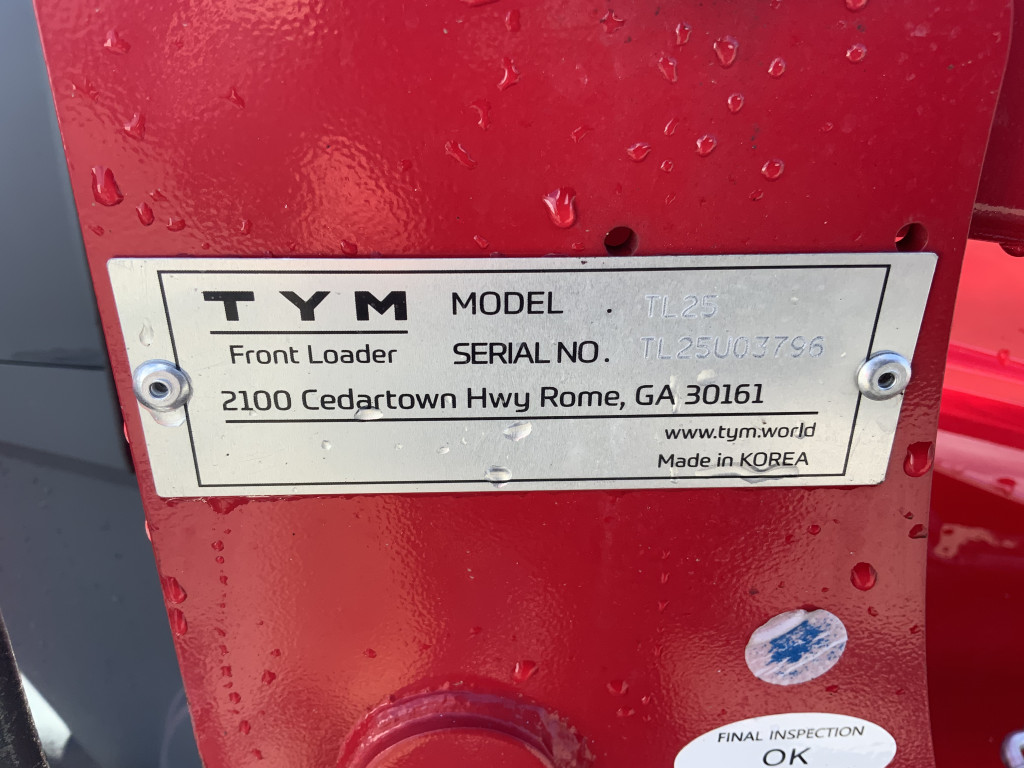 TYM
Front Loader
MODEL . TL25
SERIAL NO. TL25U03796
2100 Cedartown Hwy Rome, GA 30161
www.tym.world
Made in KOREA
FINAL INSPECTION
OK